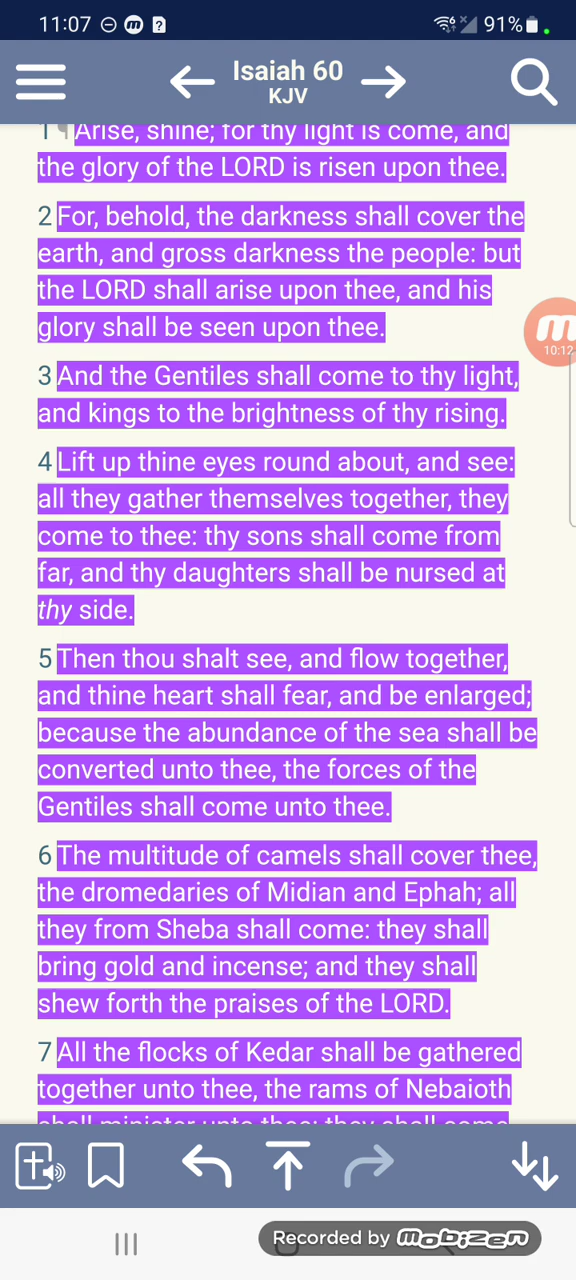 11:07 91%
Isaiah 60
KJV
1 ¶ Arise, shine; for thy light is come, and
the glory of the LORD is risen upon thee.
2 For, behold, the darkness shall cover the
earth, and gross darkness the people: but
the LORD shall arise upon thee, and his
glory shall be seen upon thee.
10:12
3 And the Gentiles shall come to thy light,
and kings to the brightness of thy rising.
4 Lift up thine eyes round about, and see:
all they gather themselves together, they
come to thee: thy sons shall come from
far, and thy daughters shall be nursed at
thy side.
5 Then thou shalt see, and flow together,
and thine heart shall fear, and be enlarged;
because the abundance of the sea shall be
converted unto thee, the forces of the
Gentiles shall come unto thee.
6 The multitude of camels shall cover thee,
the dromedaries of Midian and Ephah; all
they from Sheba shall come: they shall
bring gold and incense; and they shall
shew forth the praises of the LORD.
7 All the flocks of Kedar shall be gathered
together unto thee, the rams of Nebaioth
shall minister unto thee: they shall come
Recorded by mobizen